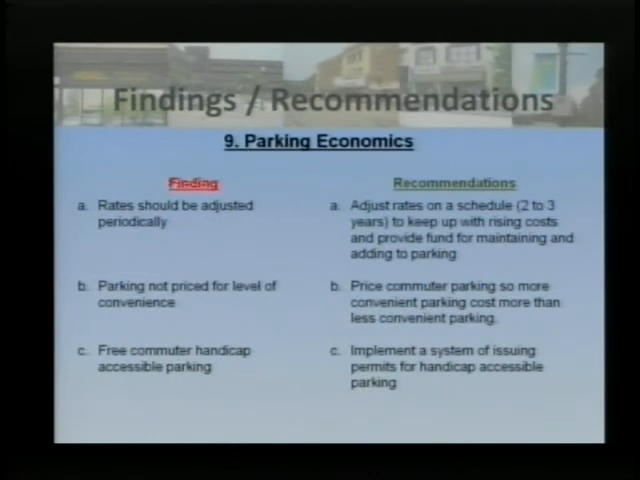 Findings / Recommendations
9. Parking Economics
Finding
a. Rates should be adjusted
periodically
b. Parking not priced for level of
convenience
c. Free commuter handicap
accessible parking
Recommendations
a. Adjust rates on a schedule (2 to 3
years) to keep up with rising costs
and provide fund for maintaining and
adding to parking
b. Price commuter parking so more
convenient parking cost more than
less convenient parking.
c. Implement a system of issuing
permits for handicap accessible
parking